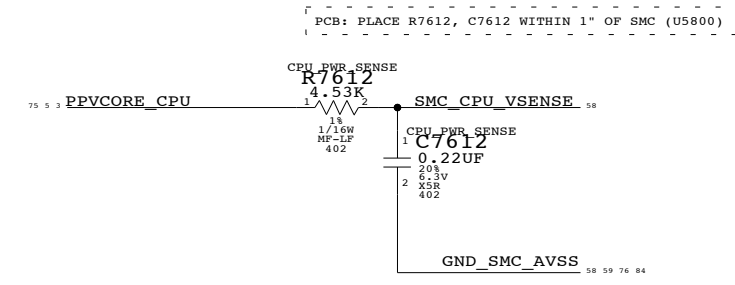 PCB: PLACE R7612, C7612 WITHIN 1" OF SMC (U5800)
CPU_PWR_SENSE
R7612
4.53K
75 5 3 PPVCORE_CPU
1 2
SMC_CPU_VSENSE 58
1%
1/16W
MF-LF
402
CPU_PWR_SENSE
1 C7612
0.22UF
20%
6.3V
2 X5R
402
GND_SMC_AVSS 58 59 76 84